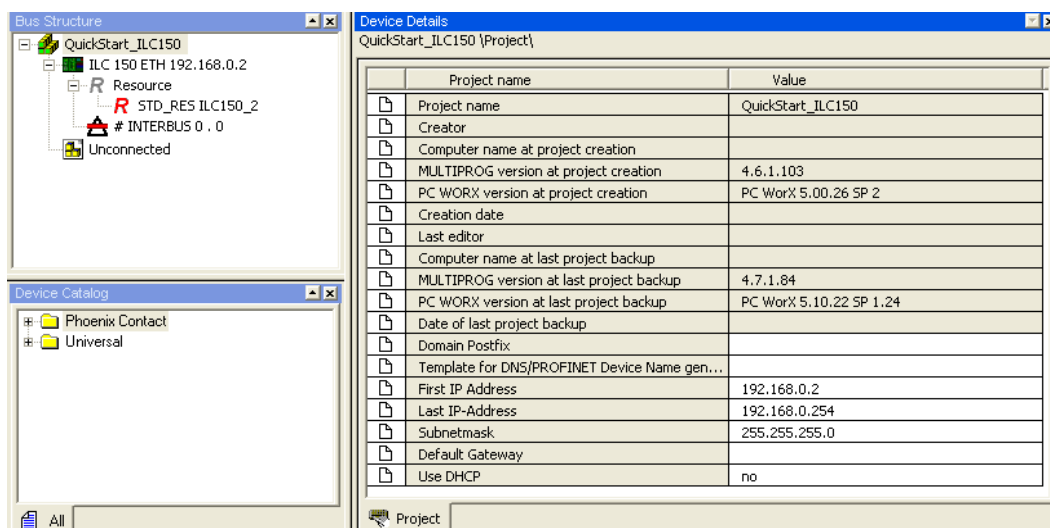 Bus Structure
QuickStart_ILC150
ILC 150 ETH 192.168.0.2
R Resource
R STD_RES ILC150_2
# INTERBUS 0 . 0
Unconnected
Device Catalog
Phoenix Contact
Universal
All
Device Details
QuickStart_ILC150 \Project\
Project name Value
Project name QuickStart_ILC150
Creator
Computer name at project creation
MULTIPROG version at project creation 4.6.1.103
PC WORX version at project creation PC WorX 5.00.26 SP 2
Creation date
Last editor
Computer name at last project backup
MULTIPROG version at last project backup 4.7.1.84
PC WORX version at last project backup PC WorX 5.10.22 SP 1.24
Date of last project backup
Domain Postfix
Template for DNS/PROFINET Device Name gen...
First IP Address 192.168.0.2
Last IP-Address 192.168.0.254
Subnetmask 255.255.255.0
Default Gateway
Use DHCP no
Project